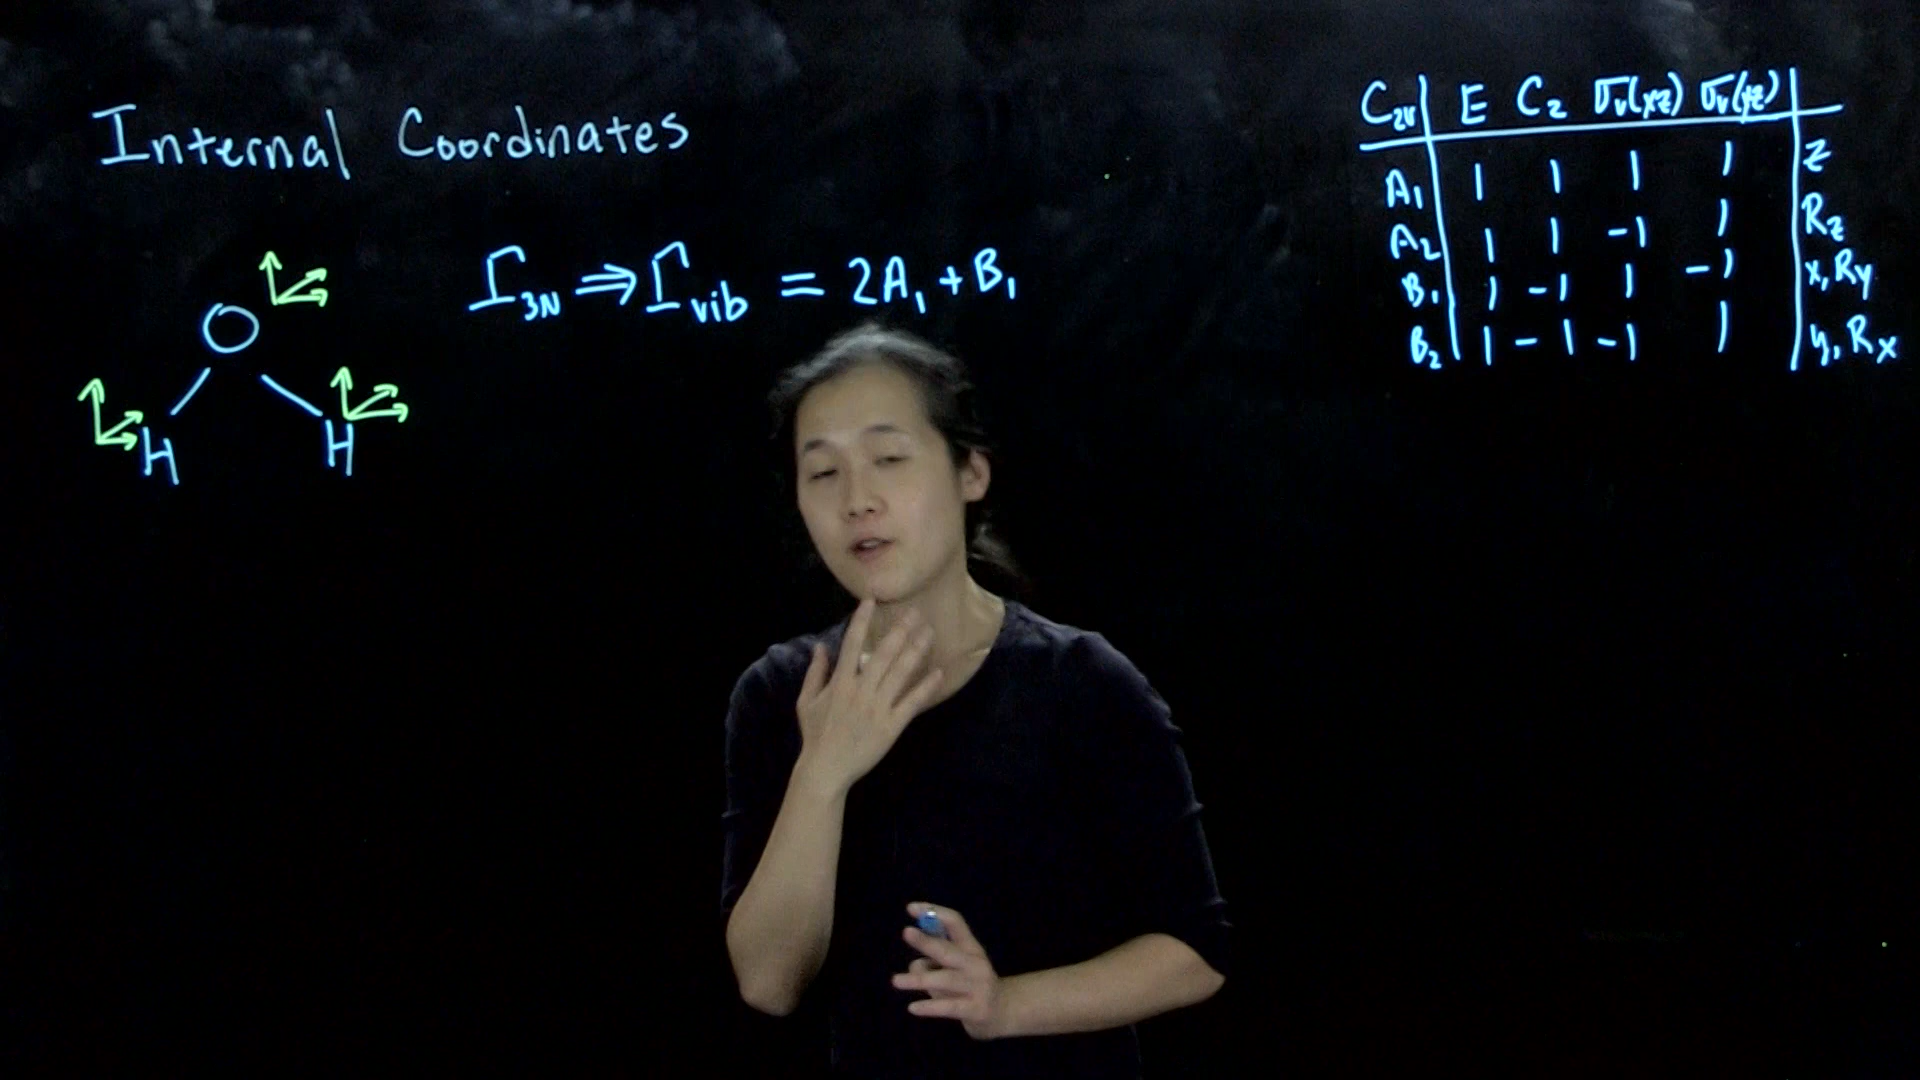 Internal Coordinates
O
H H
Γ3N ⇒ Γvib = 2A1 + B1
C2v E C2 σv(xz) σv(yz)
A1 1 1 1 1 z
A2 1 1 -1 1 Rz
B1 1 -1 1 -1 x, Ry
B2 1 -1 -1 1 y, Rx